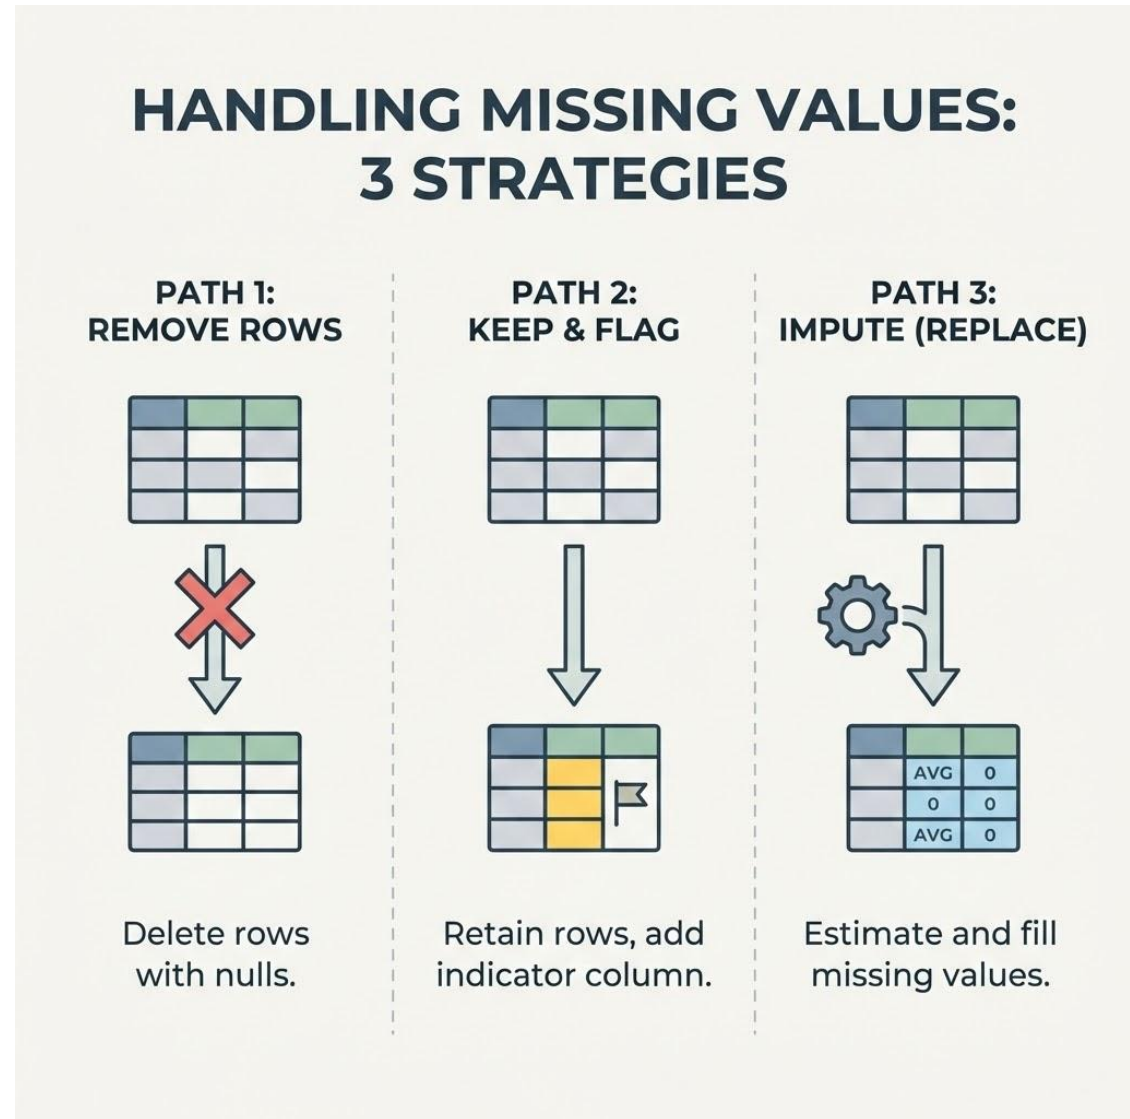 HANDLING MISSING VALUES:
3 STRATEGIES
PATH 1:
REMOVE ROWS
Delete rows
with nulls.
PATH 2:
KEEP & FLAG
Retain rows, add
indicator column.
PATH 3:
IMPUTE (REPLACE)
AVG 0
0 0
AVG 0
Estimate and fill
missing values.